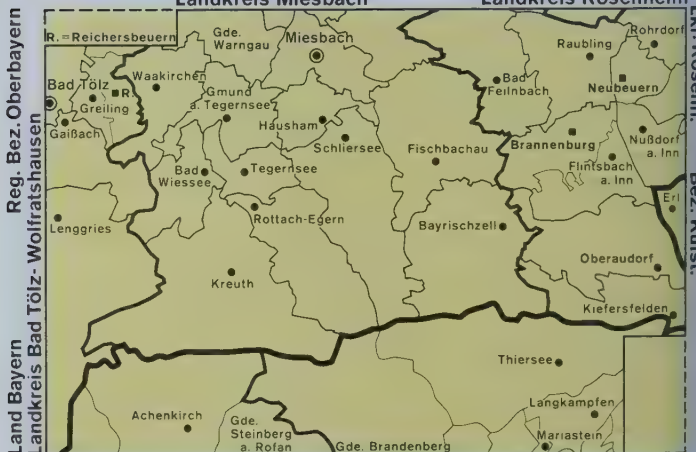 Landkreis Miesbach
Landkreis Rosenheim
Reg. Bez. Oberbayern
Land Bayern
Landkreis Bad Tölz-Wolfratshausen
R.=Reichersbeuern
Gde.
Warngau
Miesbach
Rohrdorf
Raubling
Bad Tölz
Waakirchen
R.
Greiling
Bad
Feilnbach
Neubeuern
Gmund
a. Tegernsee
Gaißach
Hausham
Schliersee
Fischbachau
Brannenburg
Nußdorf
a. Inn
Flintsbach
a. Inn
Bad
Wiessee
Tegernsee
Erl
Lenggries
Rottach-Egern
Bayrischzell
Oberaudorf
Kreuth
Kiefersfelden
Thiersee
Langkampfen
Achenkirch
Gde.
Steinberg
a. Rofan
Gde. Brandenberg
Mariastein